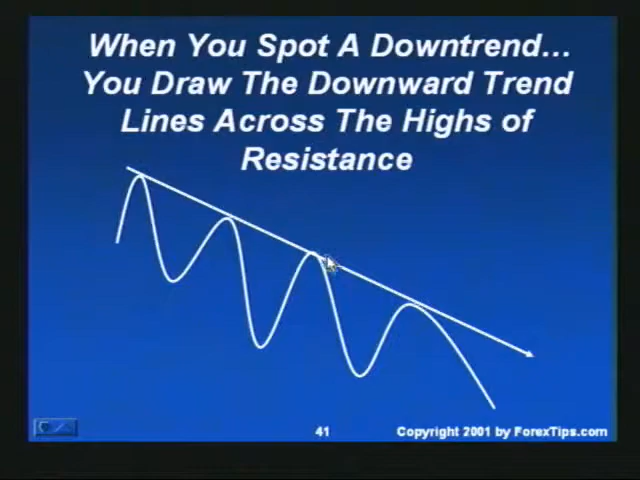 When You Spot A Downtrend...
You Draw The Downward Trend
Lines Across The Highs of
Resistance
41
Copyright 2001 by ForexTips.com